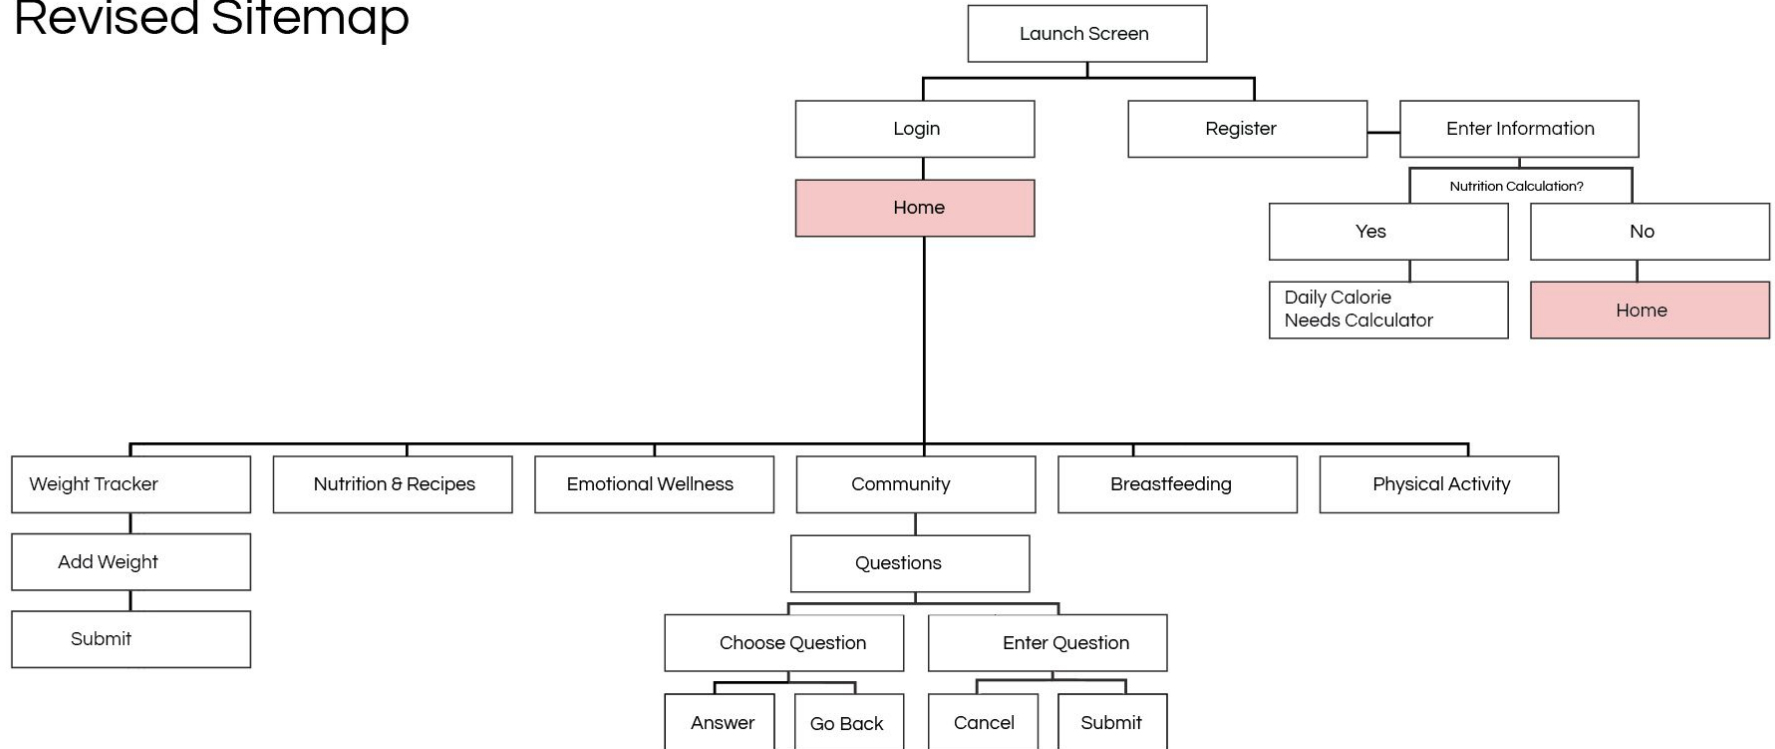 Revised Sitemap
Launch Screen
Login
Register
Enter Information
Home
Nutrition Calculation?
Yes
No
Daily Calorie
Needs Calculator
Home
Weight Tracker
Nutrition & Recipes
Emotional Wellness
Community
Breastfeeding
Physical Activity
Add Weight
Questions
Submit
Choose Question
Enter Question
Answer
Go Back
Cancel
Submit